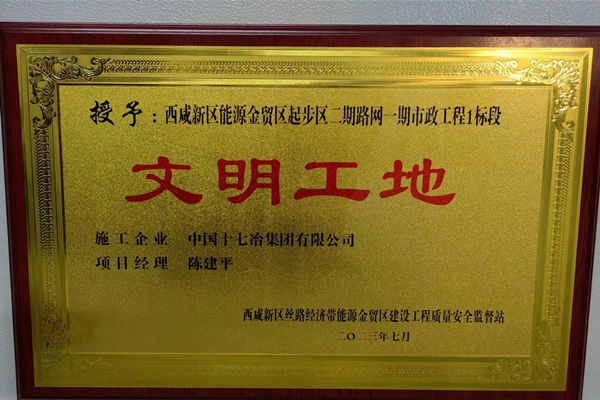 授予：西咸新区能源金贸区起步区二期路网一期市政工程1标段
文明工地
施工企业 中国十七冶集团有限公司
项目经理 陈建平
西咸新区丝路经济带能源金贸区建设工程质量安全监督站
二〇二三年七月